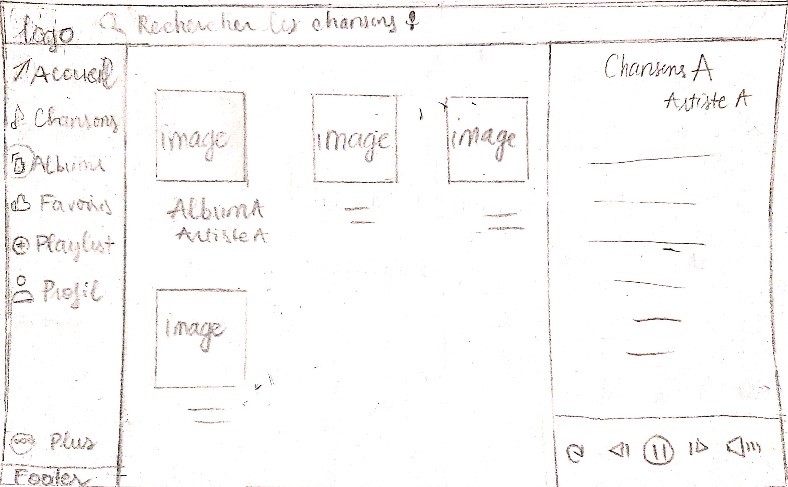 logo
Rechercher les chansons
Accueil
Chansons
Albums
Favoris
Playlist
Profil
Plus
Footer
image
image
image
Album A
Artiste A
image
Chansons A
Artiste A